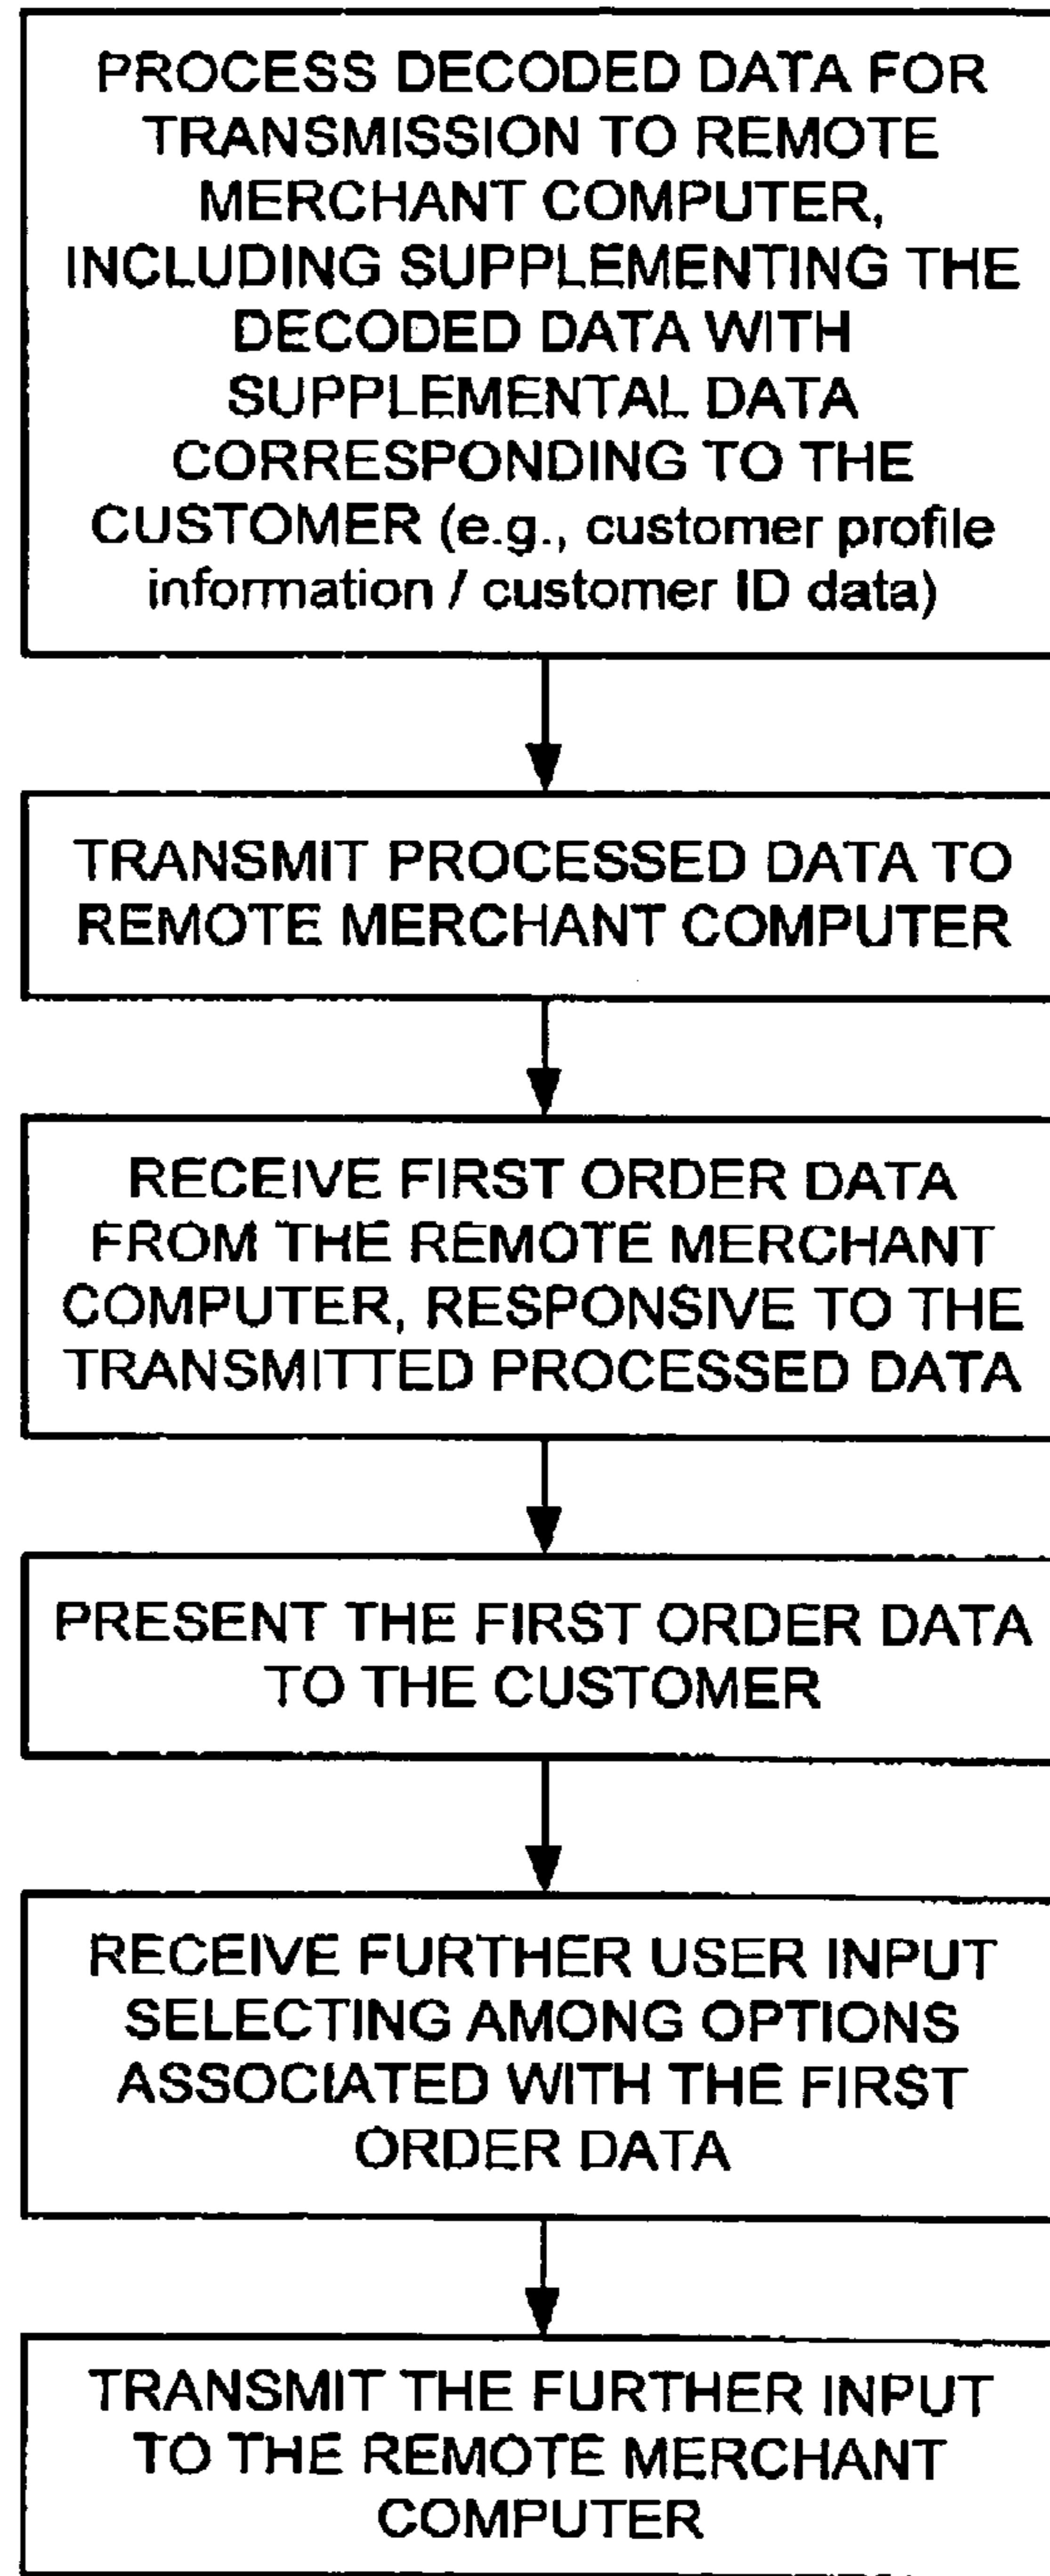 PROCESS DECODED DATA FOR
TRANSMISSION TO REMOTE
MERCHANT COMPUTER,
INCLUDING SUPPLEMENTING THE
DECODED DATA WITH
SUPPLEMENTAL DATA
CORRESPONDING TO THE
CUSTOMER (e.g., customer profile
information / customer ID data)
TRANSMIT PROCESSED DATA TO
REMOTE MERCHANT COMPUTER
RECEIVE FIRST ORDER DATA
FROM THE REMOTE MERCHANT
COMPUTER, RESPONSIVE TO THE
TRANSMITTED PROCESSED DATA
PRESENT THE FIRST ORDER DATA
TO THE CUSTOMER
RECEIVE FURTHER USER INPUT
SELECTING AMONG OPTIONS
ASSOCIATED WITH THE FIRST
ORDER DATA
TRANSMIT THE FURTHER INPUT
TO THE REMOTE MERCHANT
COMPUTER